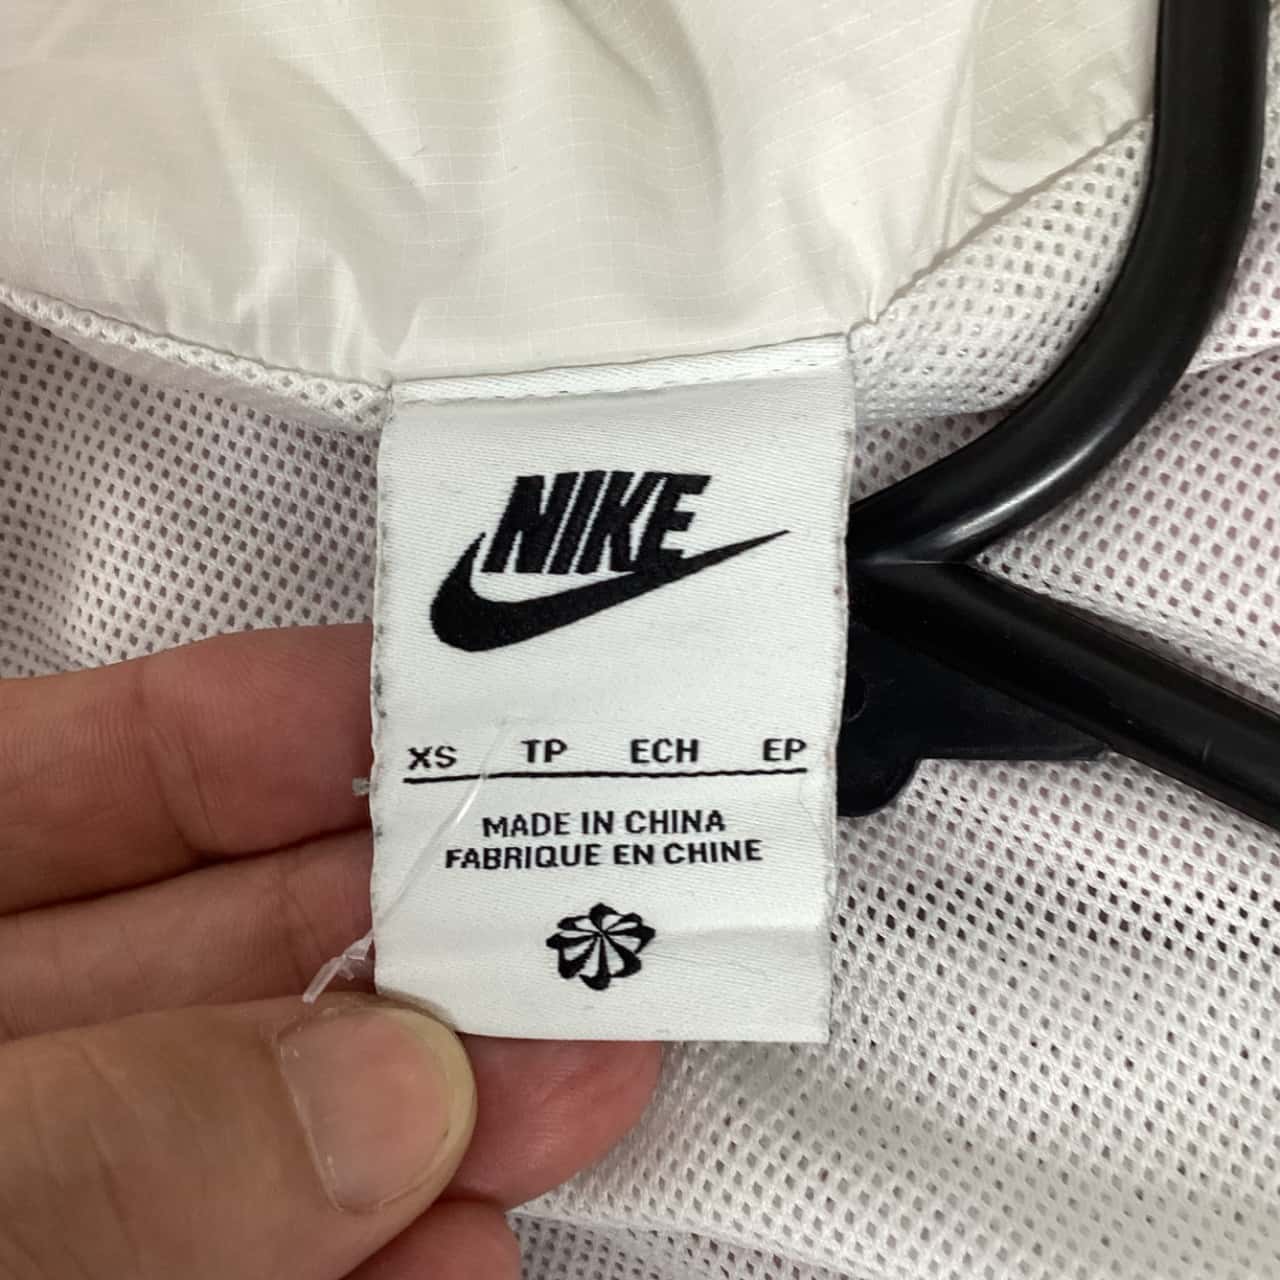 NIKE
XS TP ECH EP
MADE IN CHINA
FABRIQUE EN CHINE